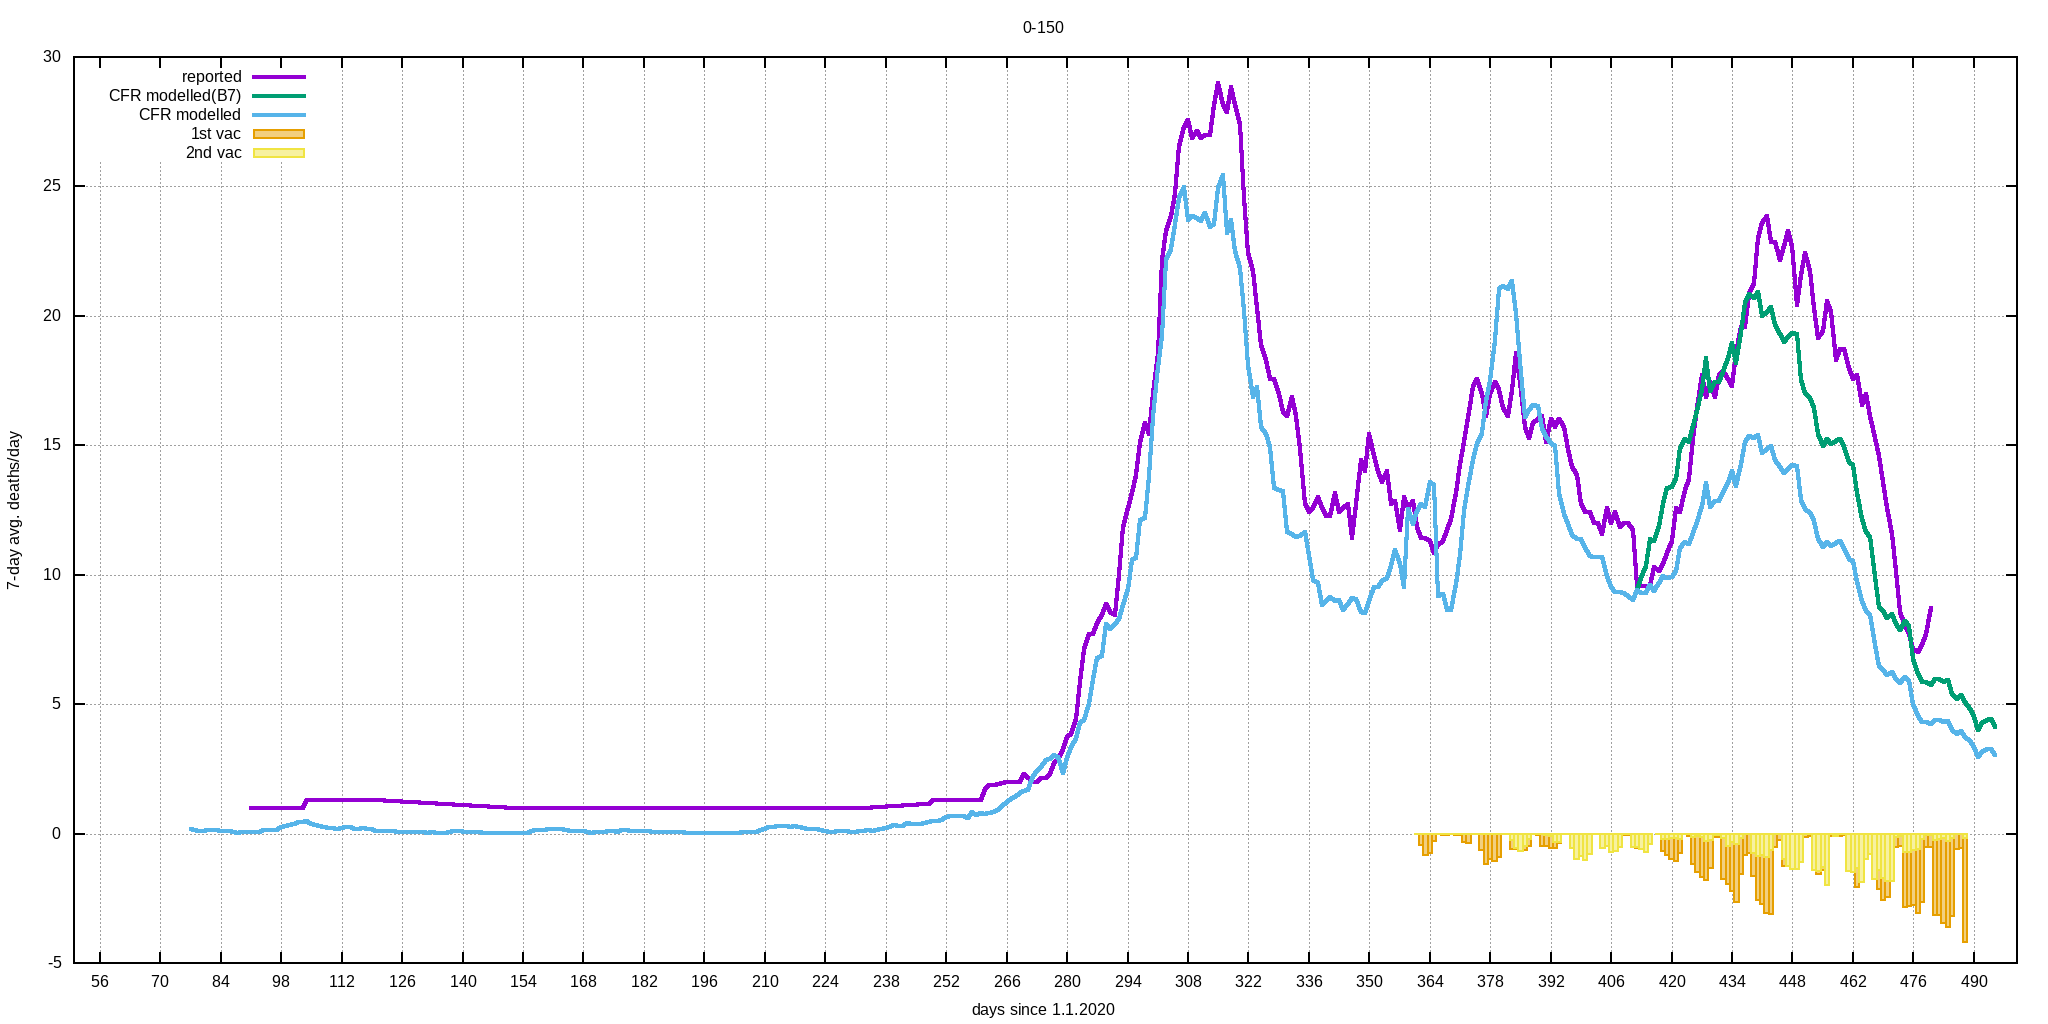 0-150
reported
CFR modelled(B7)
CFR modelled
1st vac
2nd vac
30
25
20
15
10
5
0
-5
7-day avg. deaths/day
56 70 84 98 112 126 140 154 168 182 196 210 224 238 252 266 280 294 308 322 336 350 364 378 392 406 420 434 448 462 476 490
days since 1.1.2020